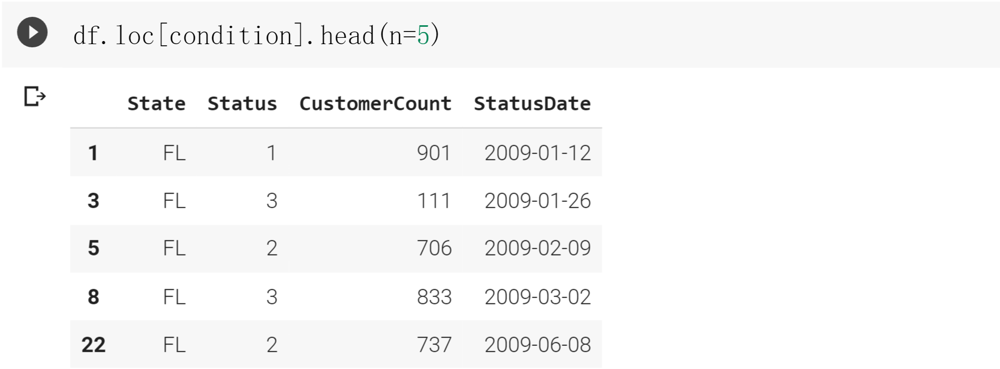 df.loc[condition].head(n=5)
State Status CustomerCount StatusDate
1 FL 1 901 2009-01-12
3 FL 3 111 2009-01-26
5 FL 2 706 2009-02-09
8 FL 3 833 2009-03-02
22 FL 2 737 2009-06-08